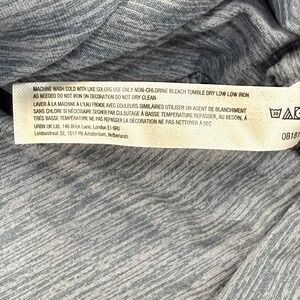 MACHINE WASH COLD WITH LIKE COLORS USE ONLY NON-CHLORINE BLEACH TUMBLE DRY LOW LOW IRON
AS NEEDED DO NOT IRON ON DECORATION DO NOT DRY CLEAN
LAVER À LA MACHINE À L'EAU FROIDE AVEC COULEURS SIMILAIRES UTILISER UN AGENT DE BLANCHIMENT
SANS CHLORE SI NÉCESSAIRE SÉCHER PAR CULBUTAGE À BASSE TEMPÉRATURE REPASSER, AU BESOIN, À
TRÈS BASSE TEMPÉRATURE NE PAS REPASSER LA DÉCORATION NE PAS NETTOYER À SEC
URBN UK Ltd. 146 Brick Lane, London E1 6RU
Leidsestraat 32, 1017 PN Amsterdam, Netherlands
30